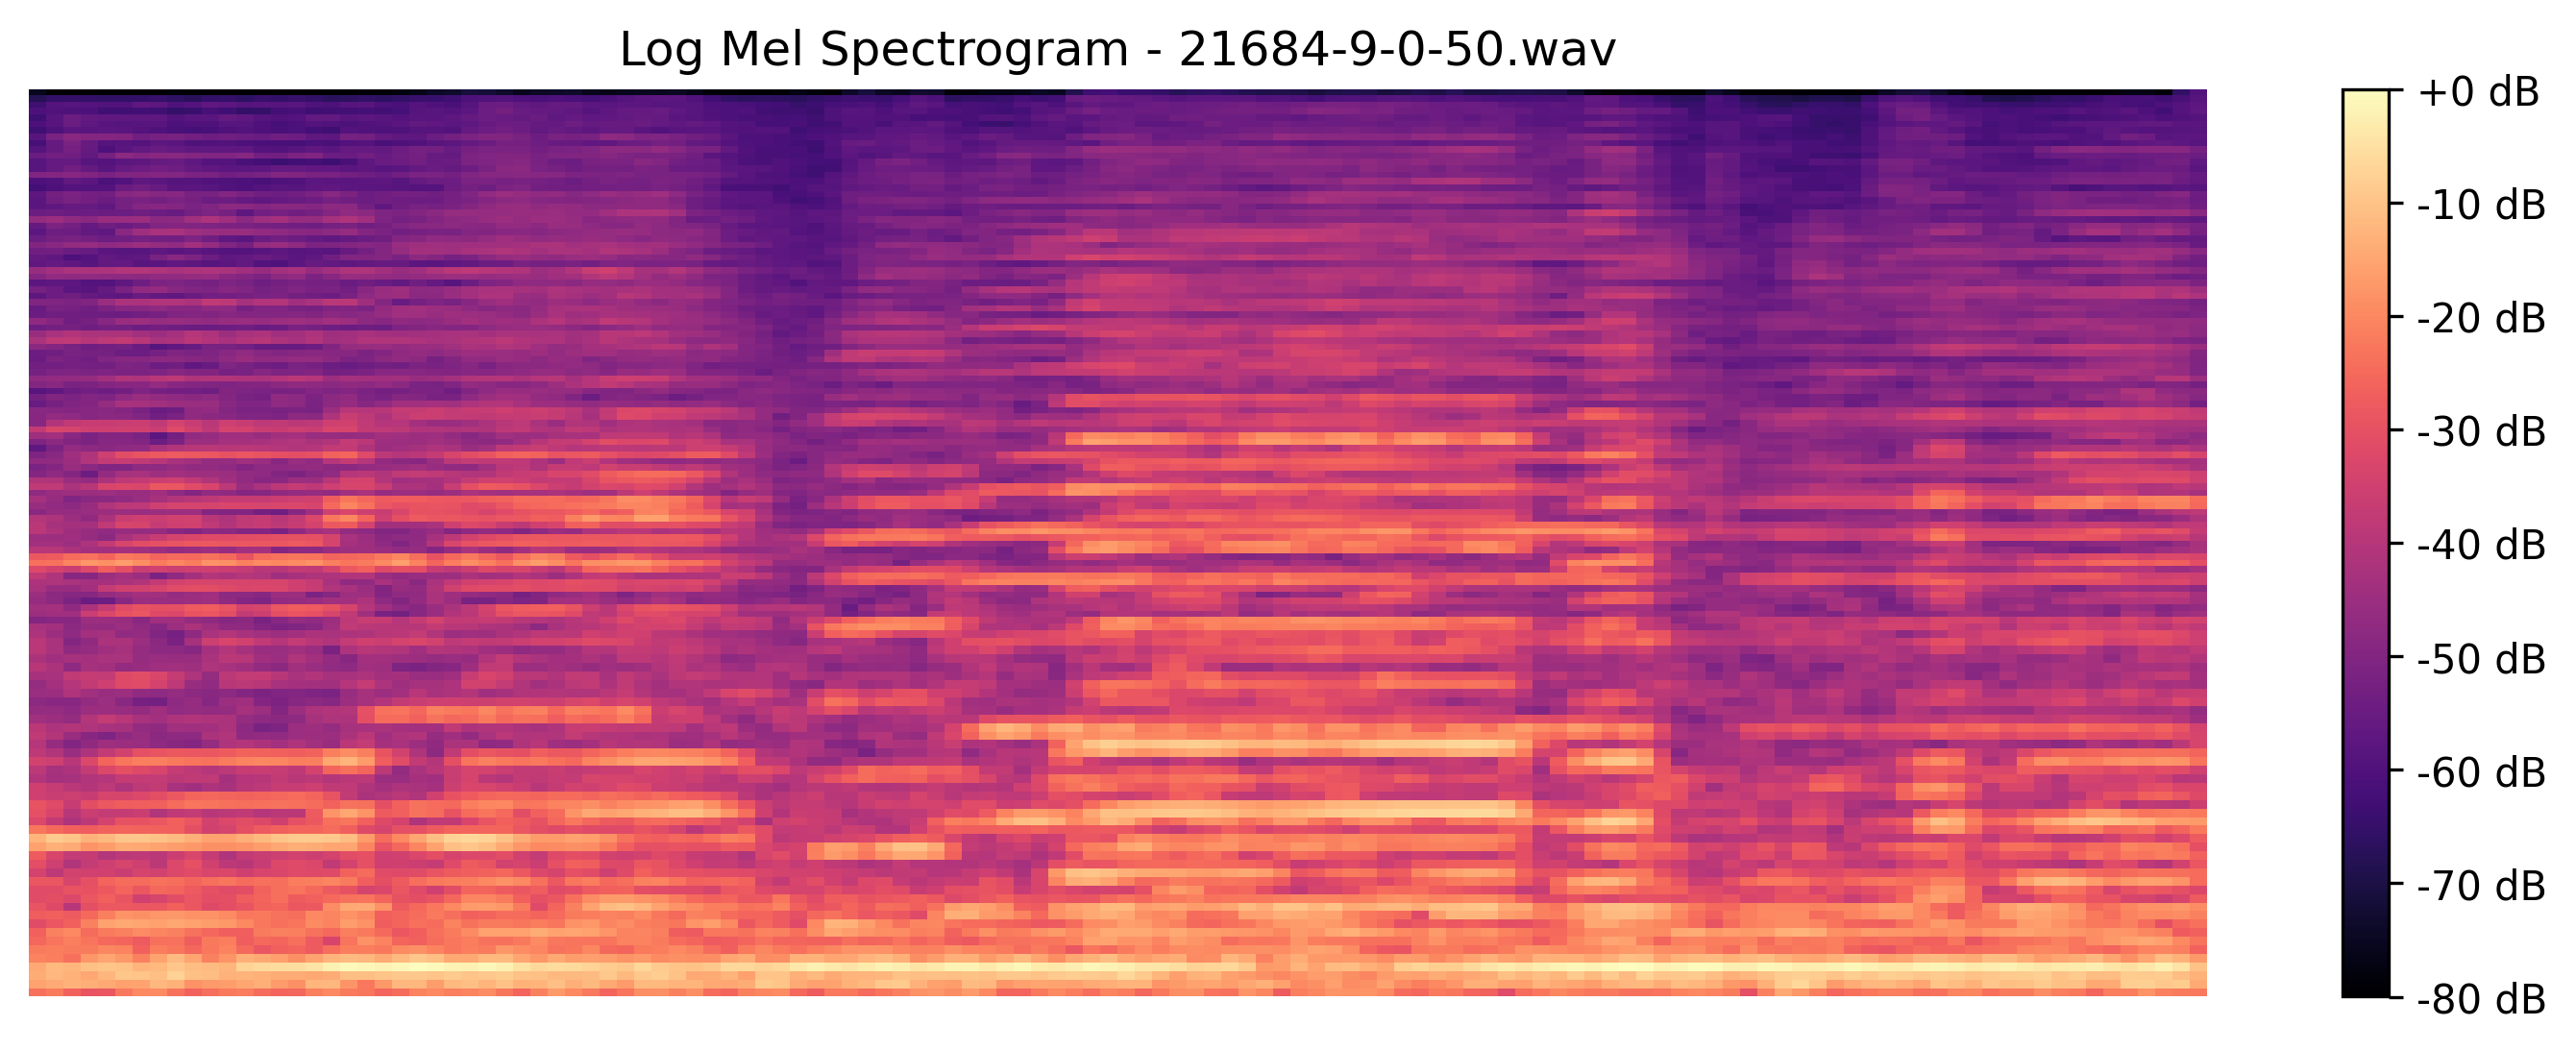 Log Mel Spectrogram - 21684-9-0-50.wav
+0 dB
-10 dB
-20 dB
-30 dB
-40 dB
-50 dB
-60 dB
-70 dB
-80 dB